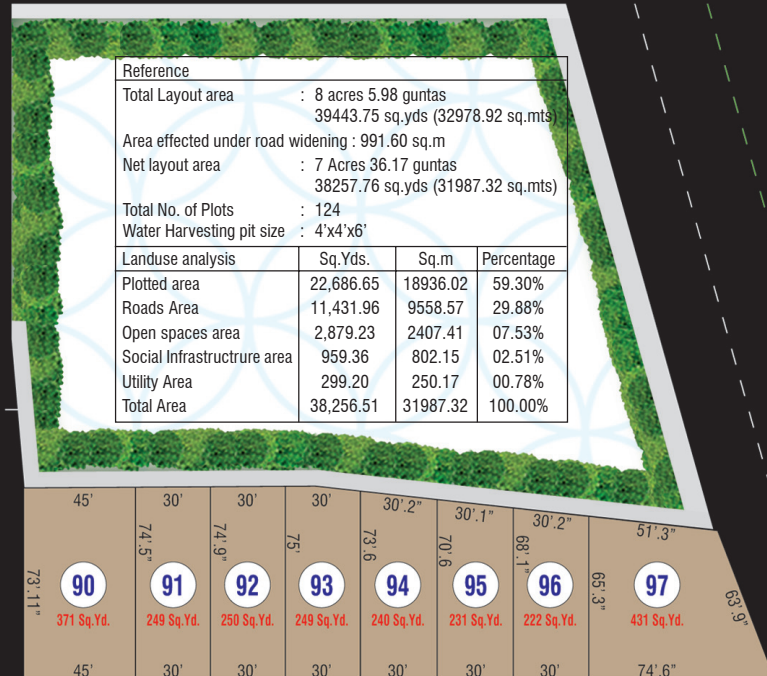 Reference
Total Layout area : 8 acres 5.98 guntas
39443.75 sq.yds (32978.92 sq.mts)
Area effected under road widening : 991.60 sq.m
Net layout area : 7 Acres 36.17 guntas
38257.76 sq.yds (31987.32 sq.mts)
Total No. of Plots : 124
Water Harvesting pit size : 4'x4'x6'
Landuse analysis Sq.Yds. Sq.m Percentage
Plotted area 22,686.65 18936.02 59.30%
Roads Area 11,431.96 9558.57 29.88%
Open spaces area 2,879.23 2407.41 07.53%
Social Infrastructrure area 959.36 802.15 02.51%
Utility Area 299.20 250.17 00.78%
Total Area 38,256.51 31987.32 100.00%
45' 30' 30' 30' 30'.2" 30'.1" 30'.2" 51'.3"
73'.11" 74'.5" 74'.9" 75' 73'.6 70'.6 68'.1" 65'.3" 63'.9"
90 91 92 93 94 95 96 97
371 Sq.Yd. 249 Sq.Yd. 250 Sq.Yd. 249 Sq.Yd. 240 Sq.Yd. 231 Sq.Yd. 222 Sq.Yd. 431 Sq.Yd.
45' 30' 30' 30' 30' 30' 30' 74'.6"